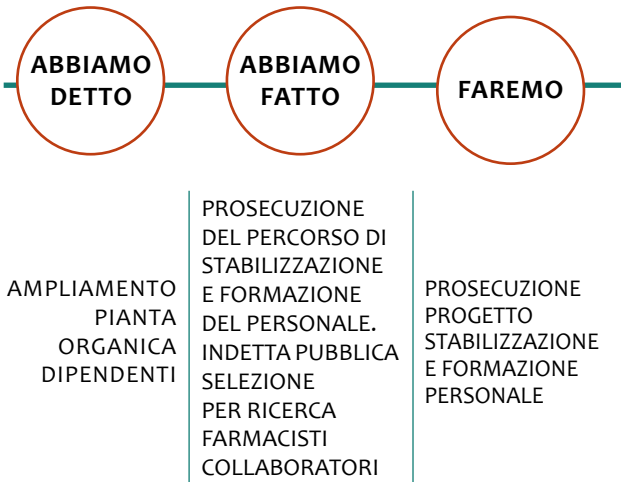 ABBIAMO
DETTO
ABBIAMO
FATTO
FAREMO
AMPLIAMENTO
PIANTA
ORGANICA
DIPENDENTI
PROSECUZIONE
DEL PERCORSO DI
STABILIZZAZIONE
E FORMAZIONE
DEL PERSONALE.
INDETTA PUBBLICA
SELEZIONE
PER RICERCA
FARMACISTI
COLLABORATORI
PROSECUZIONE
PROGETTO
STABILIZZAZIONE
E FORMAZIONE
PERSONALE